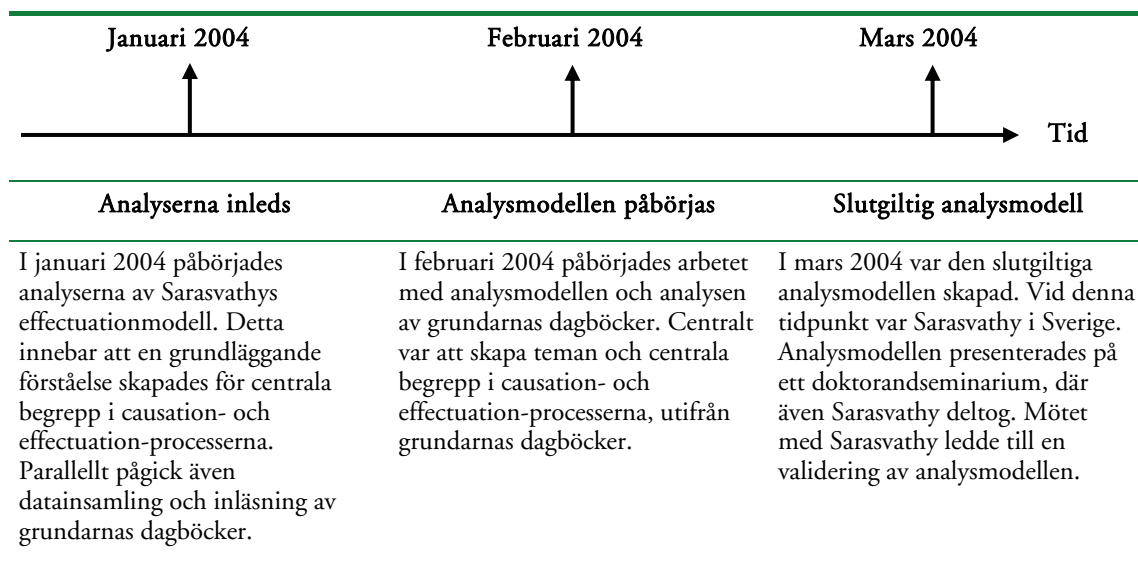 Januari 2004
Februari 2004
Mars 2004
Tid
Analyserna inleds
Analysmodellen påbörjas
Slutgiltig analysmodell
I januari 2004 påbörjades
analyserna av Sarasvathys
effectuationmodell. Detta
innebar att en grundläggande
förståelse skapades för centrala
begrepp i causation- och
effectuation-processerna.
Parallellt pågick även
datainsamling och inläsning av
grundarnas dagböcker.
I februari 2004 påbörjades arbetet
med analysmodellen och analysen
av grundarnas dagböcker. Centralt
var att skapa teman och centrala
begrepp i causation- och
effectuation-processerna, utifrån
grundarnas dagböcker.
I mars 2004 var den slutgiltiga
analysmodellen skapad. Vid denna
tidpunkt var Sarasvathy i Sverige.
Analysmodellen presenterades på
ett doktorandseminarium, där
även Sarasvathy deltog. Mötet
med Sarasvathy ledde till en
validering av analysmodellen.